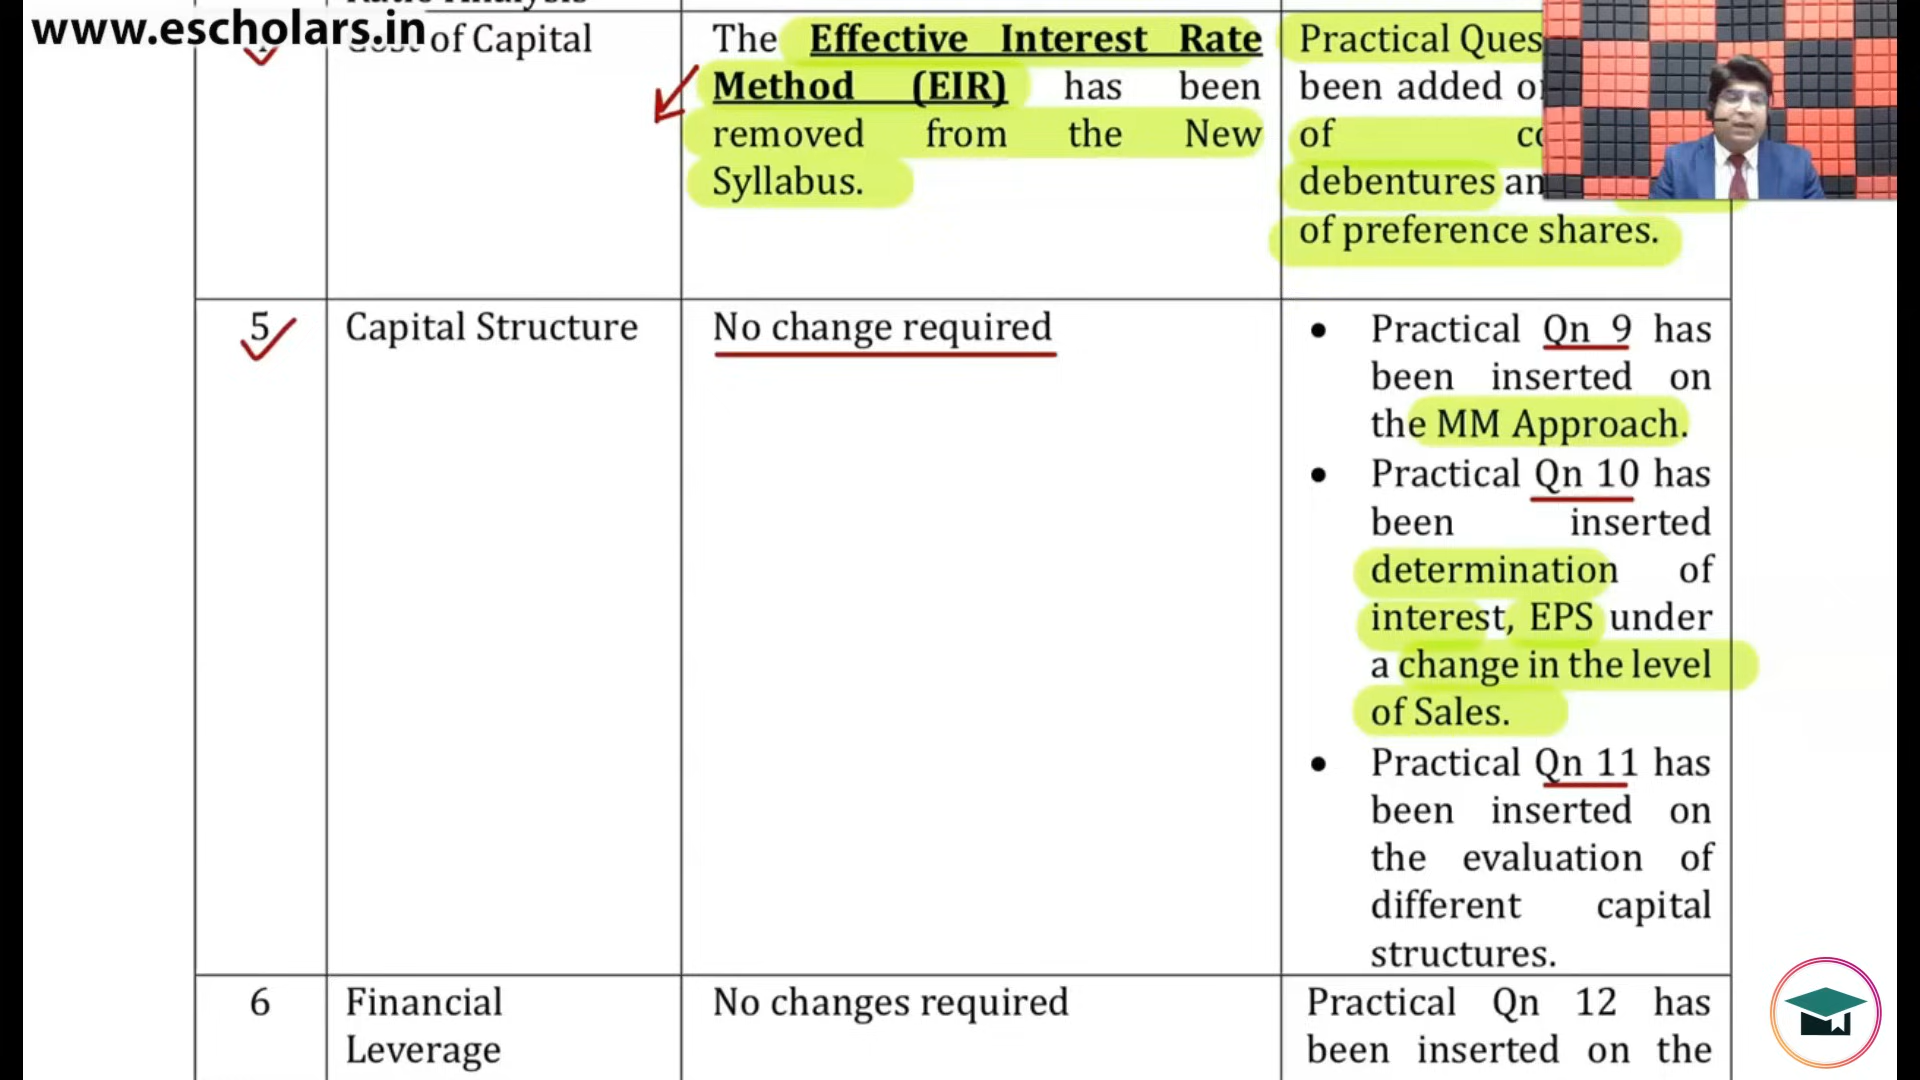 www.escholars.in
of Capital
The Effective Interest Rate
Method (EIR) has been
removed from the New
Syllabus.
Practical
been added
of
debentures
of preference shares.
5
Capital Structure
No change required
• Practical Qn 9 has
been inserted on
the MM Approach.
• Practical Qn 10 has
been inserted
determination of
interest, EPS under
a change in the level
of Sales.
• Practical Qn 11 has
been inserted on
the evaluation of
different capital
structures.
6
Financial
Leverage
No changes required
Practical Qn 12 has
been inserted on the